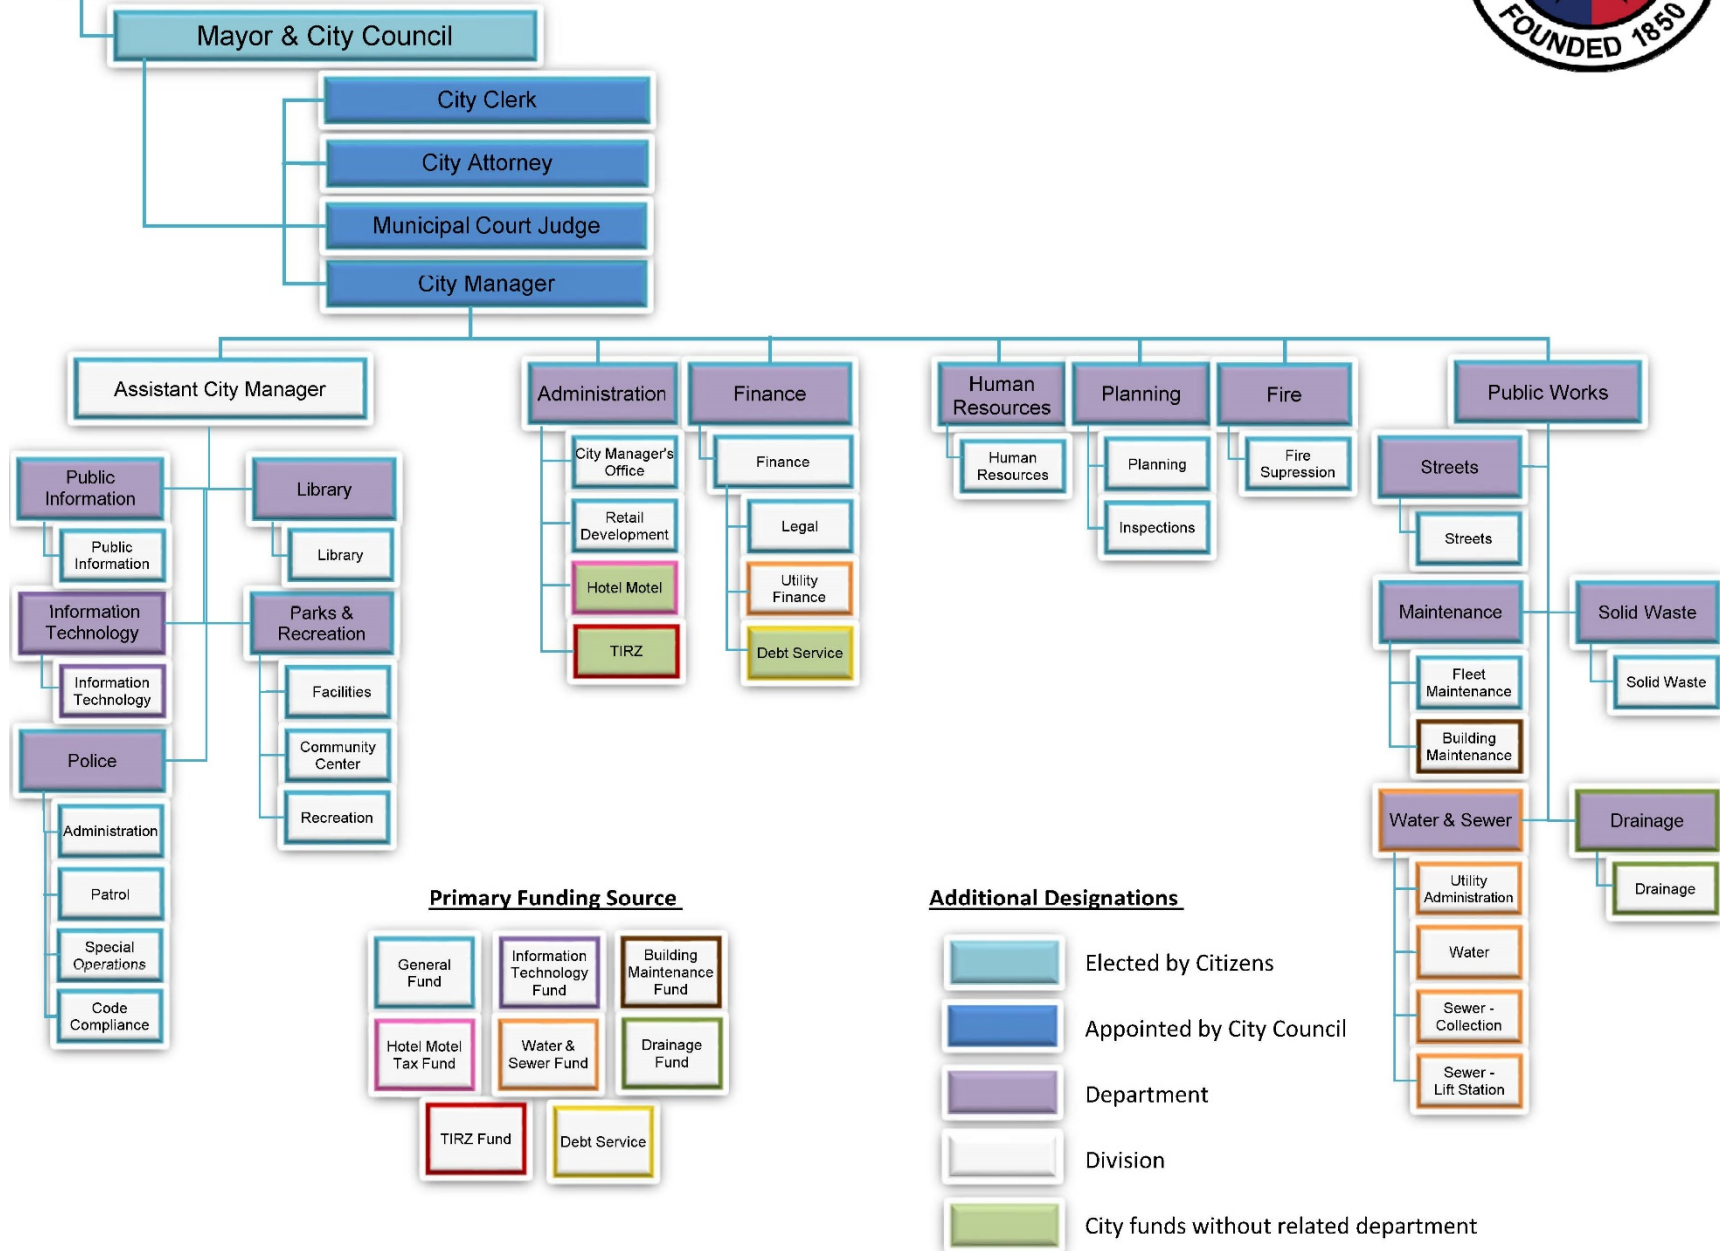 FOUNDED 1850
Mayor & City Council
City Clerk
City Attorney
Municipal Court Judge
City Manager
Assistant City Manager
Public
Information
Public
Information
Library
Library
Information
Technology
Information
Technology
Parks &
Recreation
Facilities
Community
Center
Recreation
Police
Administration
Patrol
Special
Operations
Code
Compliance
Administration
City Manager's
Office
Retail
Development
Hotel Motel
TIRZ
Finance
Finance
Legal
Utility
Finance
Debt Service
Human
Resources
Human
Resources
Planning
Planning
Inspections
Fire
Fire
Supression
Public Works
Streets
Streets
Maintenance
Fleet
Maintenance
Building
Maintenance
Solid Waste
Solid Waste
Water & Sewer
Utility
Administration
Water
Sewer -
Collection
Sewer -
Lift Station
Drainage
Drainage
Primary Funding Source
General
Fund
Information
Technology
Fund
Building
Maintenance
Fund
Hotel Motel
Tax Fund
Water &
Sewer Fund
Drainage
Fund
TIRZ Fund
Debt Service
Additional Designations
Elected by Citizens
Appointed by City Council
Department
Division
City funds without related department